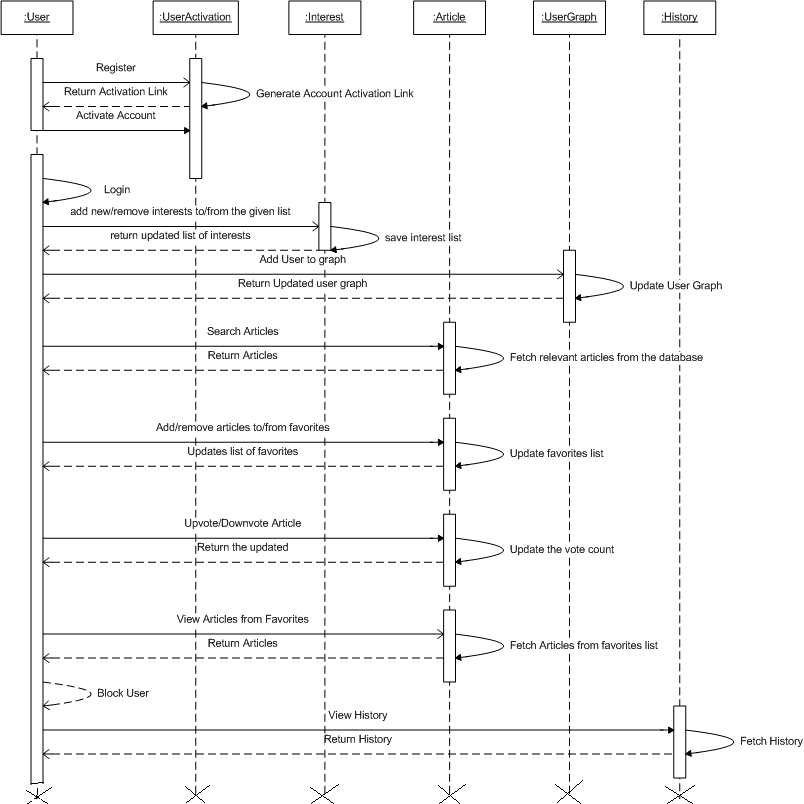 :User
:UserActivation
:Interest
:Article
:UserGraph
:History
Register
Return Activation Link
Generate Account Activation Link
Activate Account
Login
add new/remove interests to/from the given list
return updated list of interests
save interest list
Add User to graph
Return Updated user graph
Update User Graph
Search Articles
Return Articles
Fetch relevant articles from the database
Add/remove articles to/from favorites
Updates list of favorites
Update favorites list
Upvote/Downvote Article
Return the updated
Update the vote count
View Articles from Favorites
Return Articles
Fetch Articles from favorites list
Block User
View History
Return History
Fetch History